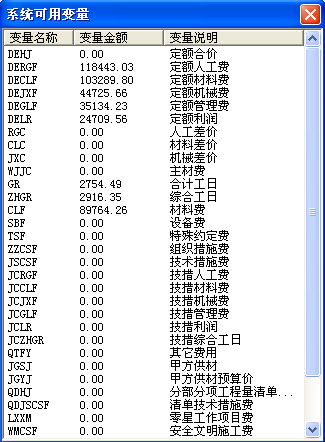 系统可用变量
变量名称 变量金额 变量说明
DEHJ 0.00 定额合价
DERGF 118443.03 定额人工费
DECLF 103289.80 定额材料费
DEJXF 44725.66 定额机械费
DEGLF 35134.23 定额管理费
DELR 24709.56 定额利润
RGC 0.00 人工差价
CLC 0.00 材料差价
JXC 0.00 机械差价
WJJC 0.00 主材费
GR 2754.49 合计工日
ZHGR 2916.35 综合工日
CLF 89764.26 材料费
SBF 0.00 设备费
TSF 0.00 特殊约定费
ZZCSF 0.00 组织措施费
JSCSF 0.00 技术措施费
JCRGF 0.00 技措人工费
JCCLF 0.00 技措材料费
JCJXF 0.00 技措机械费
JCGLF 0.00 技措管理费
JCLR 0.00 技措利润
JCZHGR 0.00 技措综合工日
QTFY 0.00 其它费用
JGSJ 0.00 甲方供材
JGYJ 0.00 甲方供材预算价
QDHJ 0.00 分部分项工程量清单...
QDJSCSF 0.00 清单技术措施费
LXXM 0.00 零星工作项目费
WMCSF 0.00 安全文明施工费